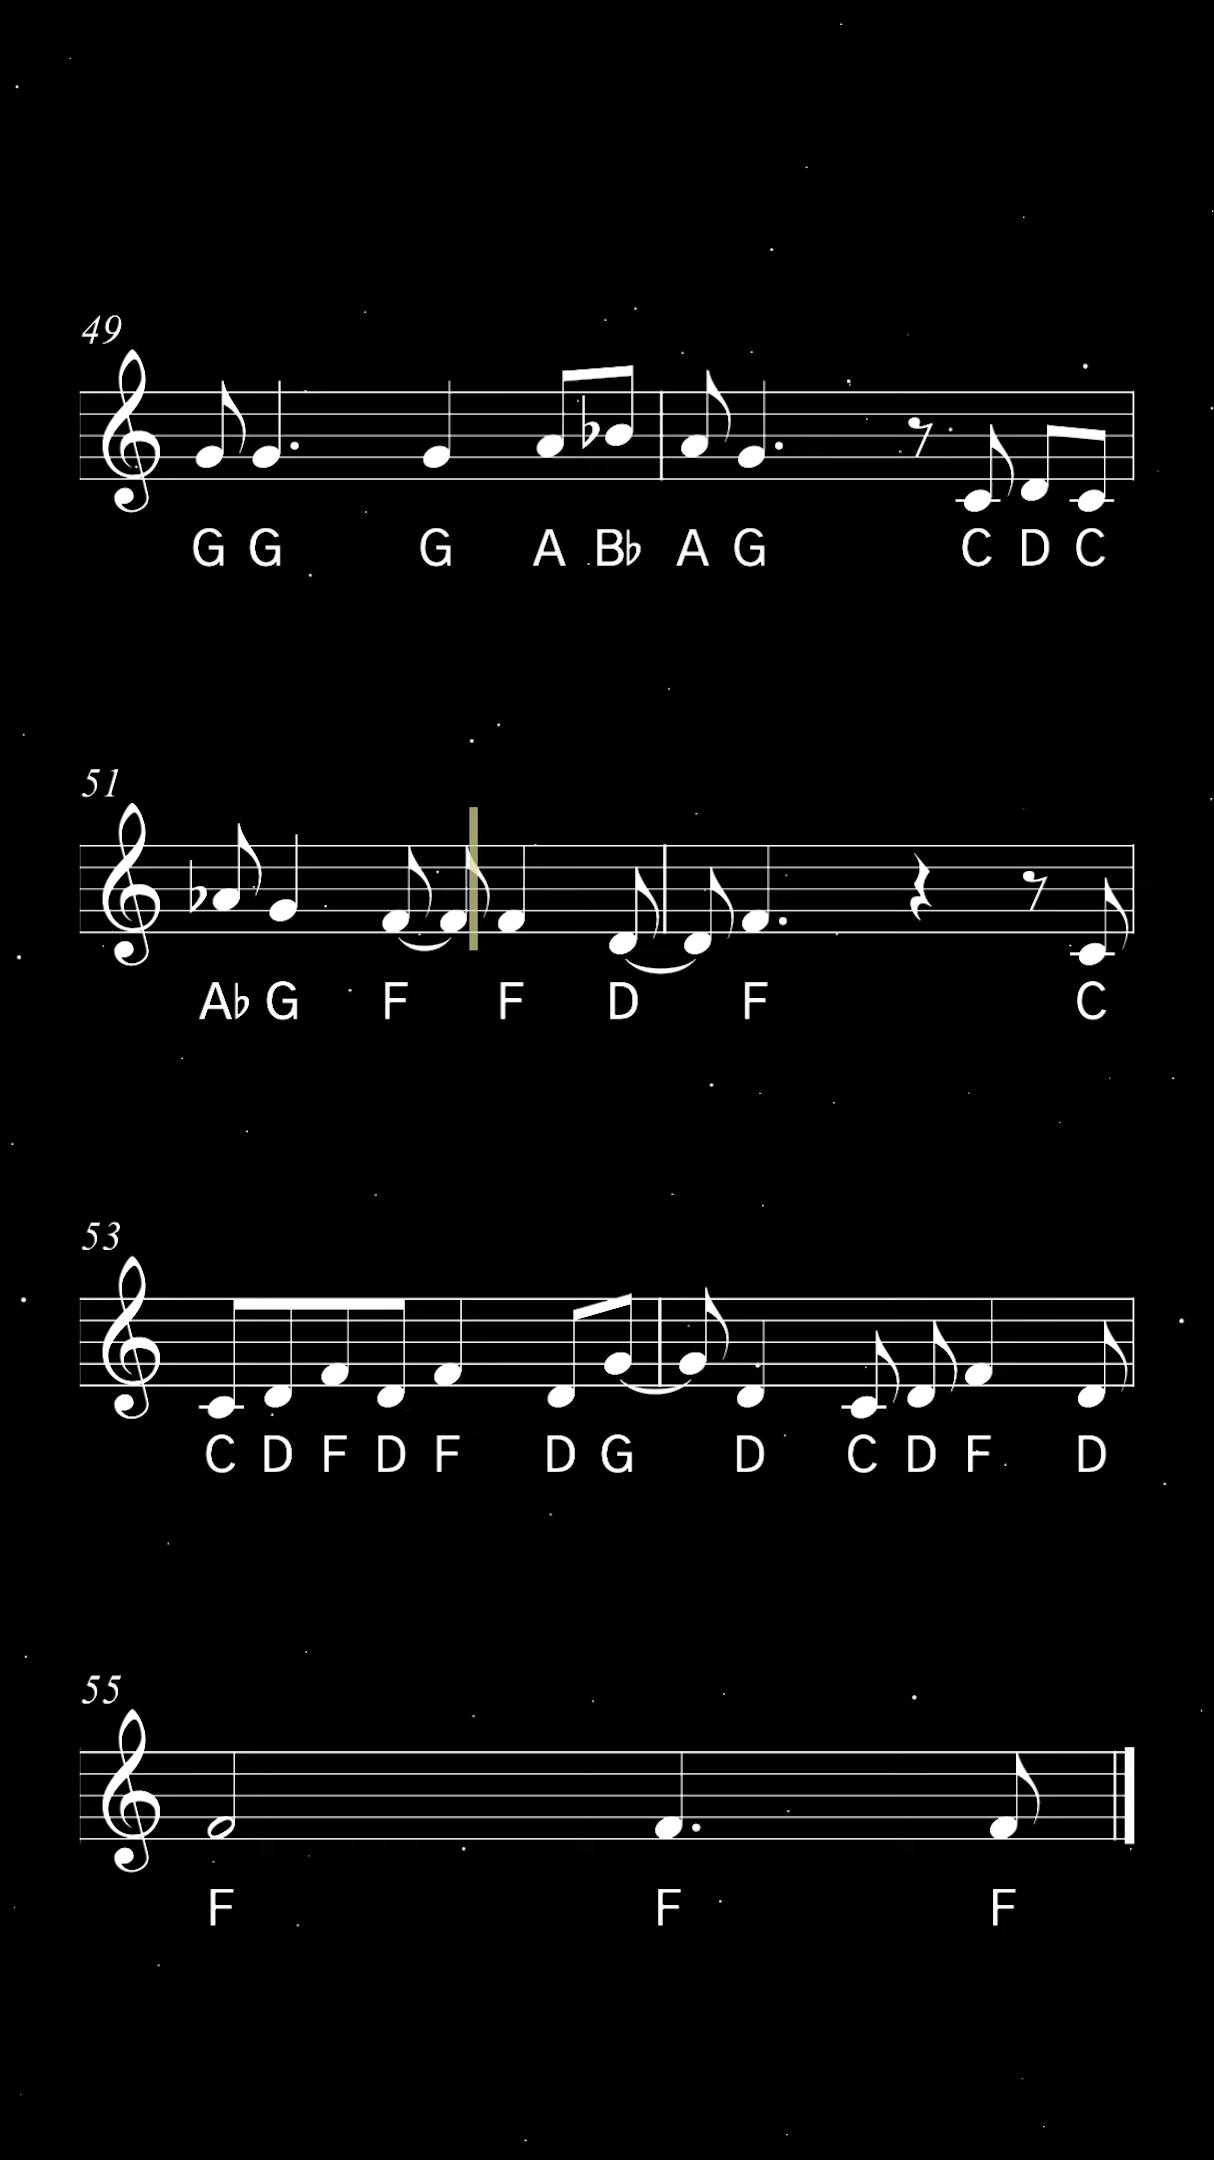 49
G G G A B♭ A G C D C
51
A♭ G F F D F C
53
C D F D F D G D C D F D
55
F F F